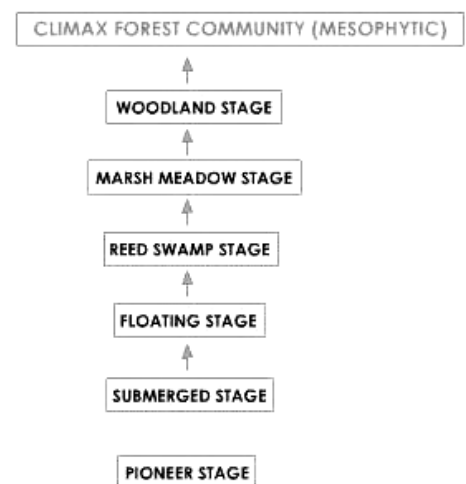 CLIMAX FOREST COMMUNITY (MESOPHYTIC)
WOODLAND STAGE
MARSH MEADOW STAGE
REED SWAMP STAGE
FLOATING STAGE
SUBMERGED STAGE
PIONEER STAGE